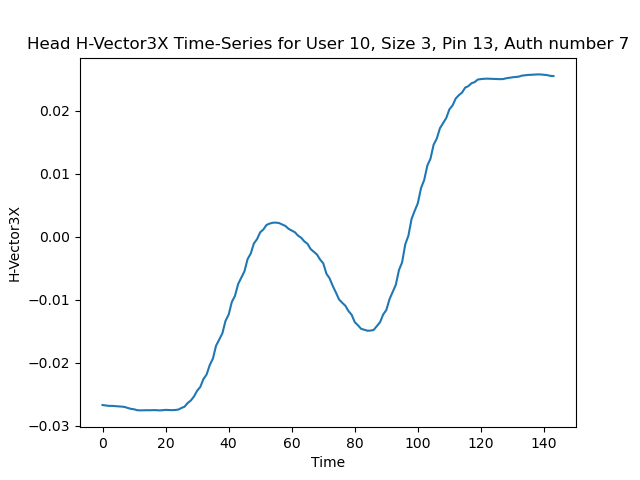 Head H-Vector3X Time-Series for User 10, Size 3, Pin 13, Auth number 7
H-Vector3X
0.02
0.01
0.00
−0.01
−0.02
−0.03
0 20 40 60 80 100 120 140
Time